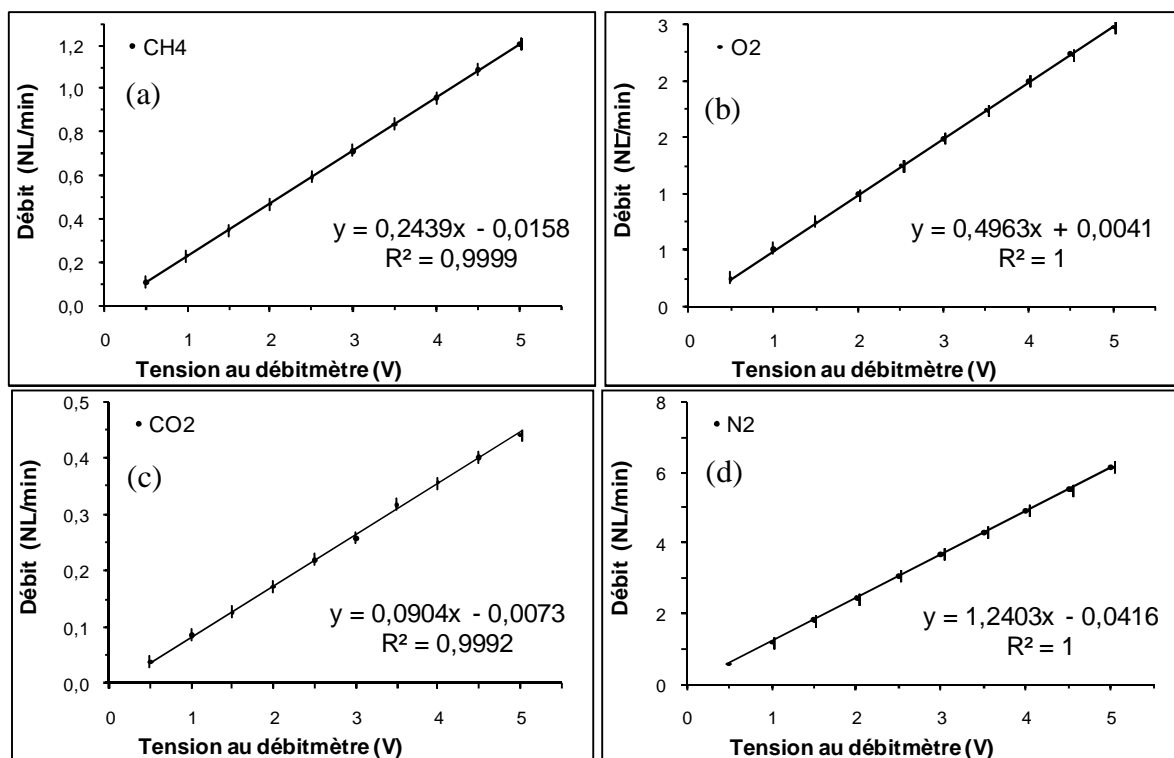 CH4
(a)
Débit (NL/min)
1,2
1,0
0,8
0,6
0,4
0,2
0,0
y = 0,2439x - 0,0158
R² = 0,9999
0 1 2 3 4 5
Tension au débitmètre (V)
O2
(b)
Débit (NL/min)
3
2
2
1
1
0
y = 0,4963x + 0,0041
R² = 1
0 1 2 3 4 5
Tension au débitmètre (V)
CO2
(c)
Débit (NL/min)
0,5
0,4
0,3
0,2
0,1
0,0
y = 0,0904x - 0,0073
R² = 0,9992
0 1 2 3 4 5
Tension au débitmètre (V)
N2
(d)
Débit (NL/min)
8
6
4
2
0
y = 1,2403x - 0,0416
R² = 1
0 1 2 3 4 5
Tension au débitmètre (V)